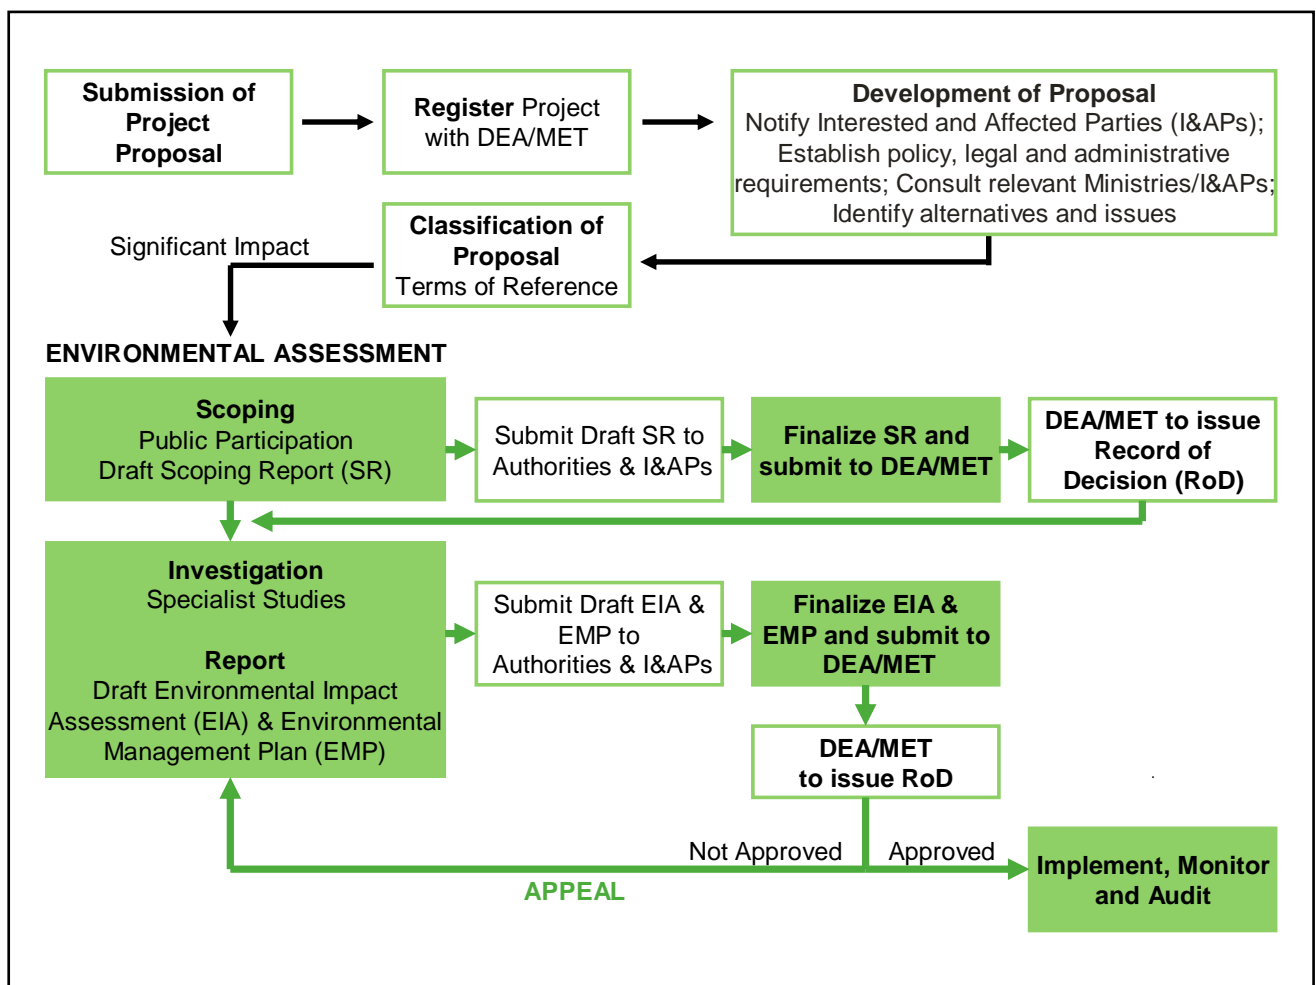 Submission of
Project
Proposal
Register Project
with DEA/MET
Development of Proposal
Notify Interested and Affected Parties (I&APs);
Establish policy, legal and administrative
requirements; Consult relevant Ministries/I&APs;
Identify alternatives and issues
Classification of
Proposal
Terms of Reference
Significant Impact
ENVIRONMENTAL ASSESSMENT
Scoping
Public Participation
Draft Scoping Report (SR)
Submit Draft SR to
Authorities & I&APs
Finalize SR and
submit to DEA/MET
DEA/MET to issue
Record of
Decision (RoD)
Investigation
Specialist Studies
Report
Draft Environmental Impact
Assessment (EIA) & Environmental
Management Plan (EMP)
Submit Draft EIA &
EMP to
Authorities & I&APs
Finalize EIA &
EMP and submit to
DEA/MET
DEA/MET
to issue RoD
Not Approved
Approved
APPEAL
Implement, Monitor
and Audit